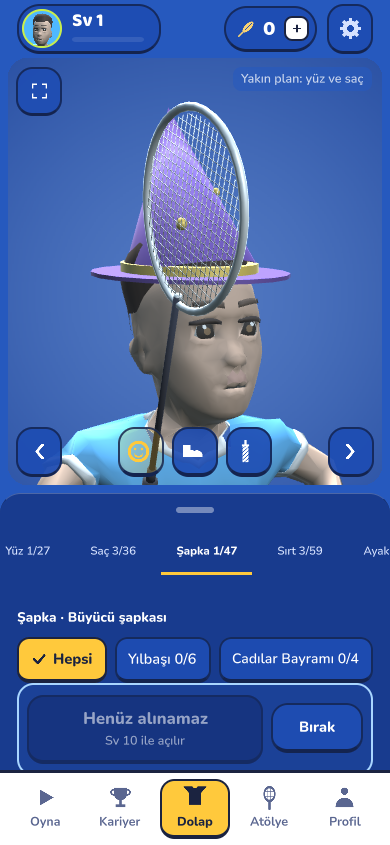 Sv 1
0
+
Yakın plan: yüz ve saç
Yüz 1/27
Saç 3/36
Şapka 1/47
Sırt 3/59
Ayak
Şapka · Büyücü şapkası
Hepsi
Yılbaşı 0/6
Cadılar Bayramı 0/4
Henüz alınamaz
Sv 10 ile açılır
Bırak
Oyna
Kariyer
Dolap
Atölye
Profil